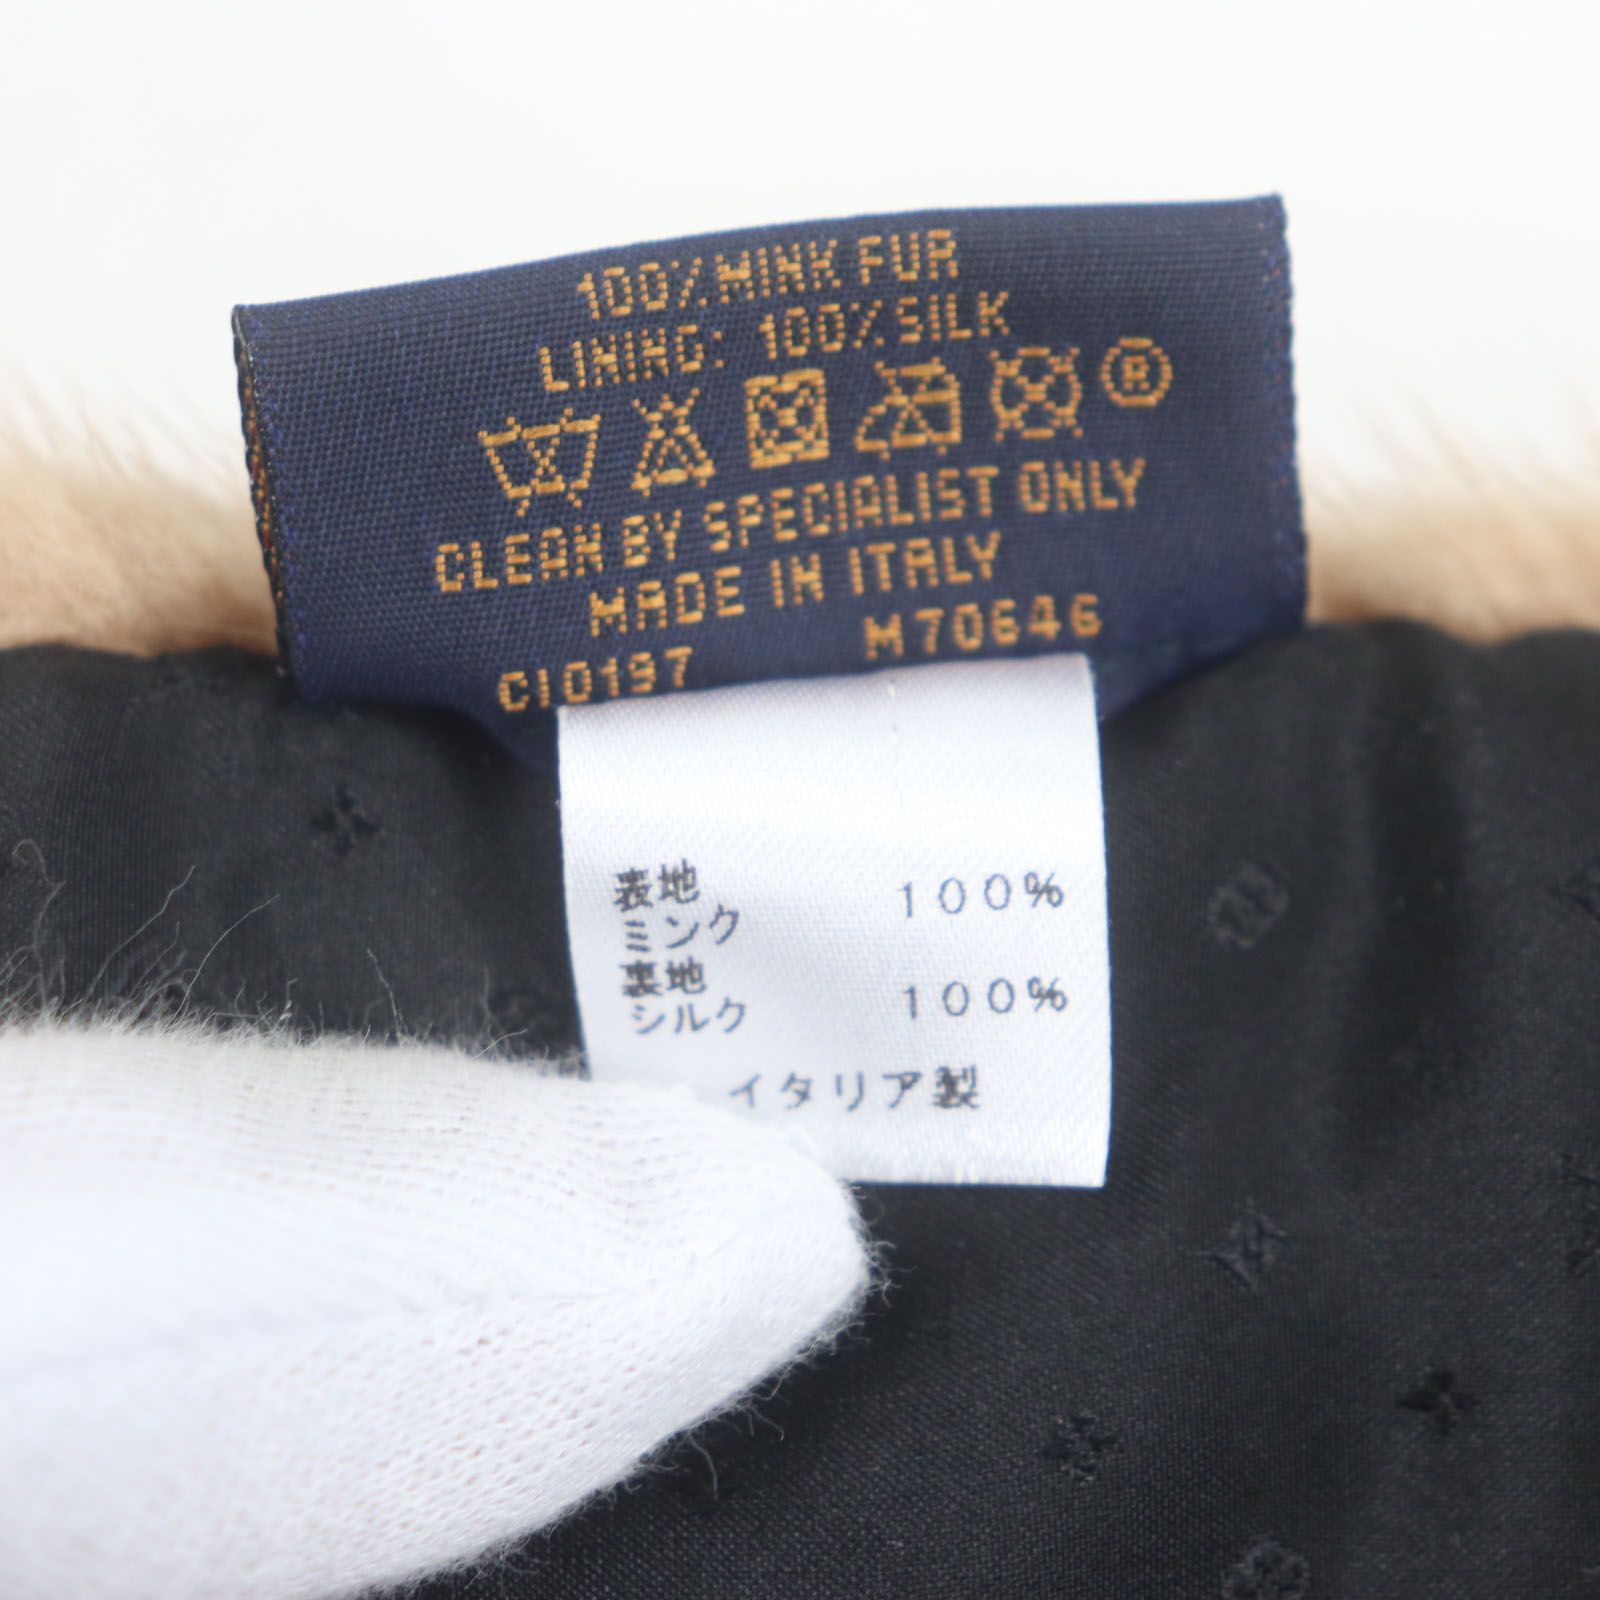 100% MINK FUR
LINING: 100% SILK
®
CLEAN BY SPECIALIST ONLY
MADE IN ITALY
CI0197 M70646
表地 100%
ミンク
裏地 100%
シルク
イタリア製